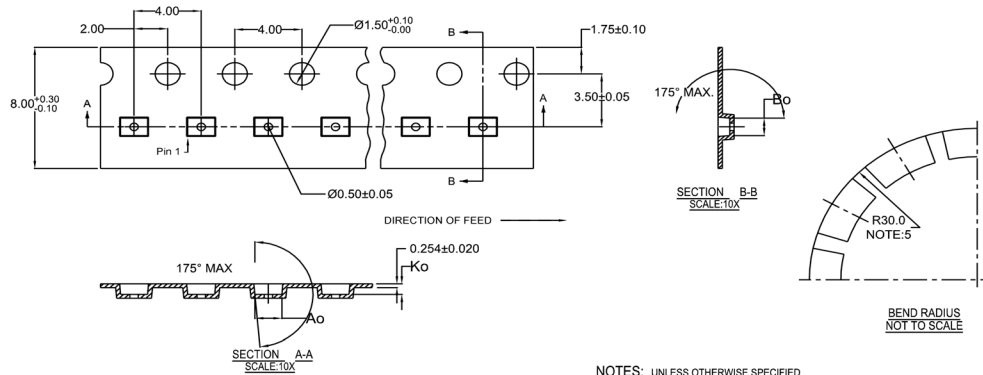 4.00
2.00
4.00
Ø1.50+0.10
-0.00
B
1.75±0.10
8.00+0.30
-0.10
A
A
3.50±0.05
Pin 1
B
Ø0.50±0.05
DIRECTION OF FEED
175° MAX.
Bo
SECTION B-B
SCALE:10X
R30.0
NOTE:5
BEND RADIUS
NOT TO SCALE
0.254±0.020
175° MAX
Ko
Ao
SECTION A-A
SCALE:10X
NOTES: UNLESS OTHERWISE SPECIFIED